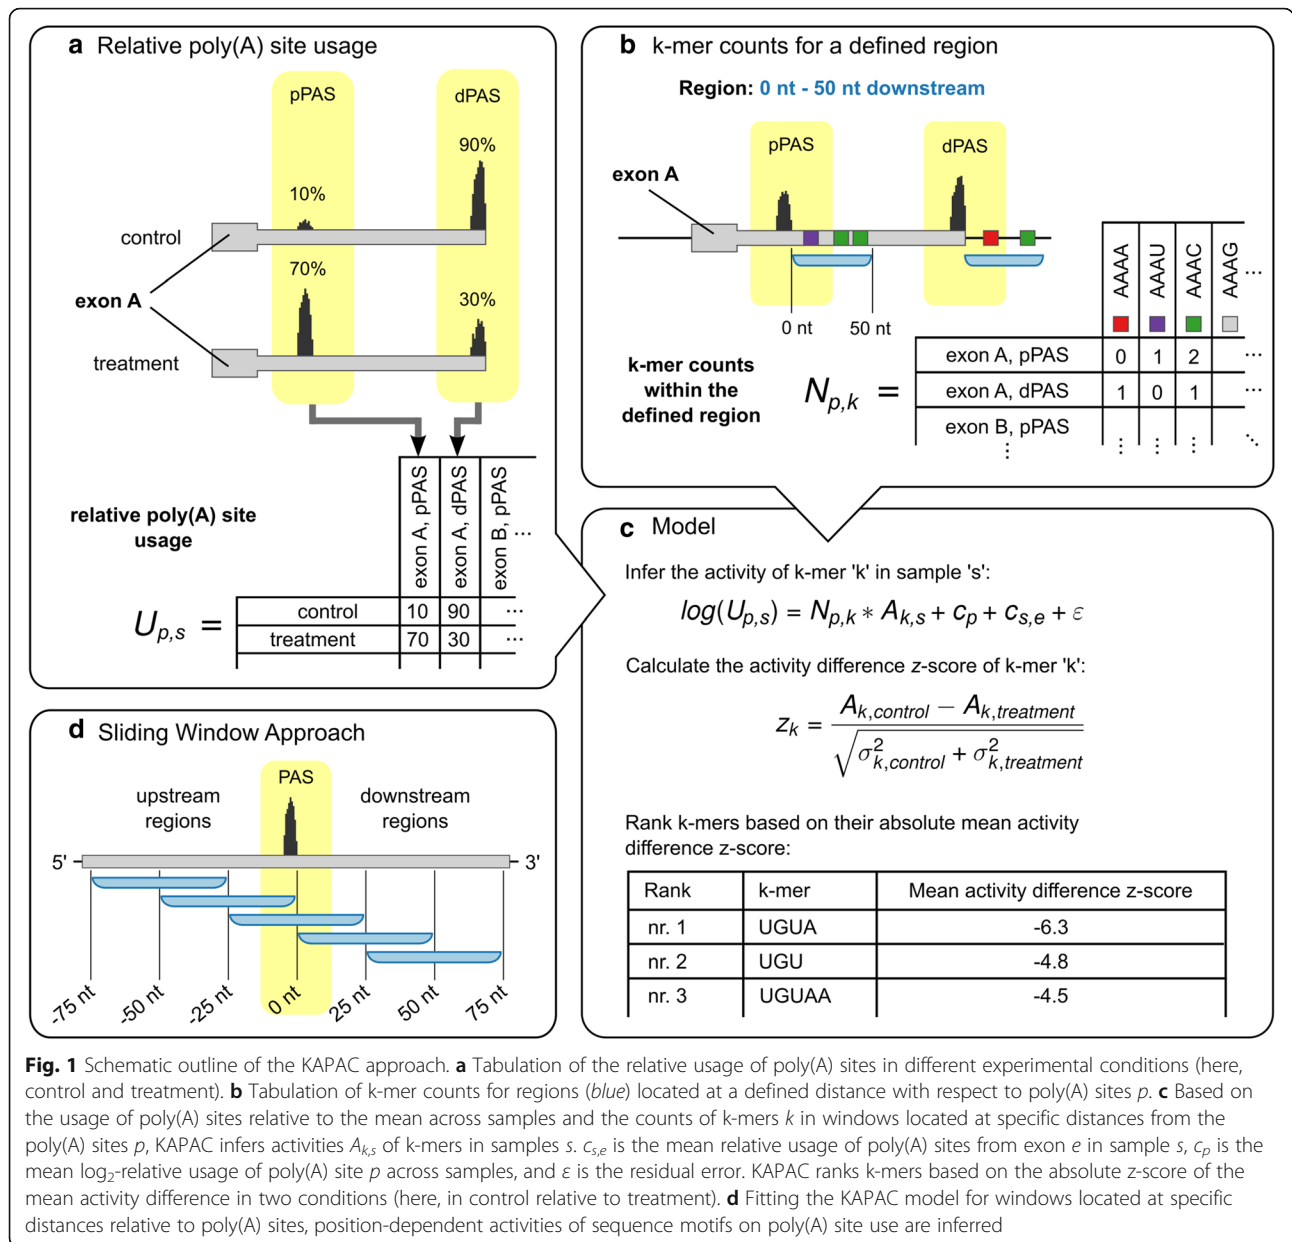 a Relative poly(A) site usage
pPAS
dPAS
90%
10%
control
70%
exon A
30%
treatment
relative poly(A) site
usage
exon A, pPAS
exon A, dPAS
exon B, pPAS
...
U_{p,s} =
control 10 90 ...
treatment 70 30 ...
b k-mer counts for a defined region
Region: 0 nt - 50 nt downstream
pPAS
dPAS
exon A
0 nt
50 nt
AAAA
AAAU
AAAC
AAAG
...
k-mer counts
within the
defined region
N_{p,k} =
exon A, pPAS 0 1 2 ...
exon A, dPAS 1 0 1 ...
exon B, pPAS
c Model
Infer the activity of k-mer 'k' in sample 's':
log(U_{p,s}) = N_{p,k} * A_{k,s} + c_p + c_{s,e} + ε
Calculate the activity difference z-score of k-mer 'k':
z_k = \frac{A_{k,control} − A_{k,treatment}}{\sqrt{σ^2_{k,control} + σ^2_{k,treatment}}}
Rank k-mers based on their absolute mean activity
difference z-score:
Rank k-mer Mean activity difference z-score
nr. 1 UGUA -6.3
nr. 2 UGU -4.8
nr. 3 UGUAA -4.5
d Sliding Window Approach
PAS
upstream
regions
downstream
regions
5'
3'
-75 nt
-50 nt
-25 nt
0 nt
25 nt
50 nt
75 nt
Fig. 1 Schematic outline of the KAPAC approach. a Tabulation of the relative usage of poly(A) sites in different experimental conditions (here,
control and treatment). b Tabulation of k-mer counts for regions (blue) located at a defined distance with respect to poly(A) sites p. c Based on
the usage of poly(A) sites relative to the mean across samples and the counts of k-mers k in windows located at specific distances from the
poly(A) sites p, KAPAC infers activities A_{k,s} of k-mers in samples s. c_{s,e} is the mean relative usage of poly(A) sites from exon e in sample s, c_p is the
mean log_2-relative usage of poly(A) site p across samples, and ε is the residual error. KAPAC ranks k-mers based on the absolute z-score of the
mean activity difference in two conditions (here, in control relative to treatment). d Fitting the KAPAC model for windows located at specific
distances relative to poly(A) sites, position-dependent activities of sequence motifs on poly(A) site use are inferred